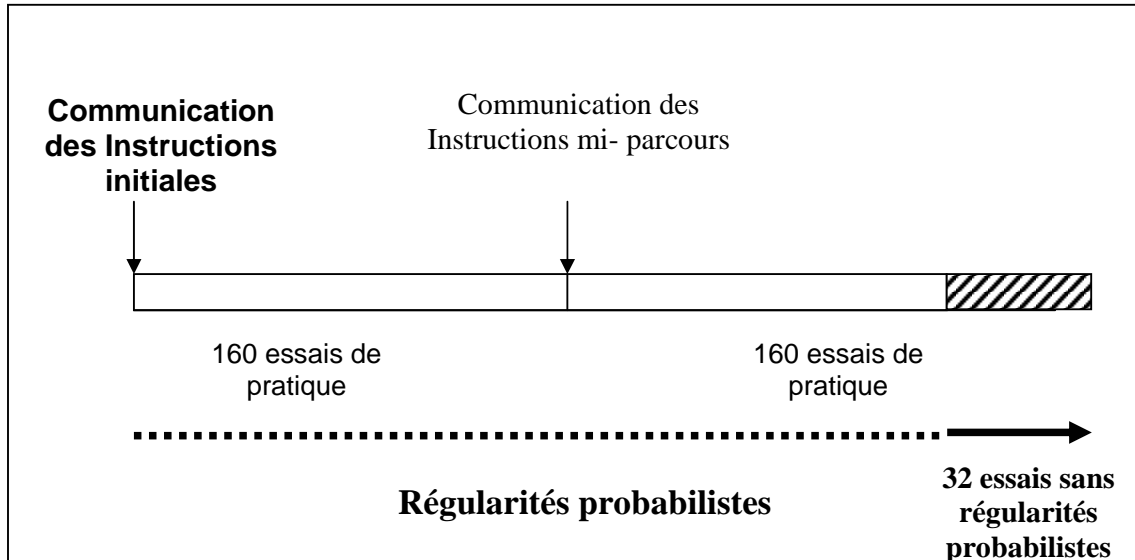 Communication
des Instructions
initiales
Communication des
Instructions mi- parcours
160 essais de
pratique
160 essais de
pratique
Régularités probabilistes
32 essais sans
régularités
probabilistes